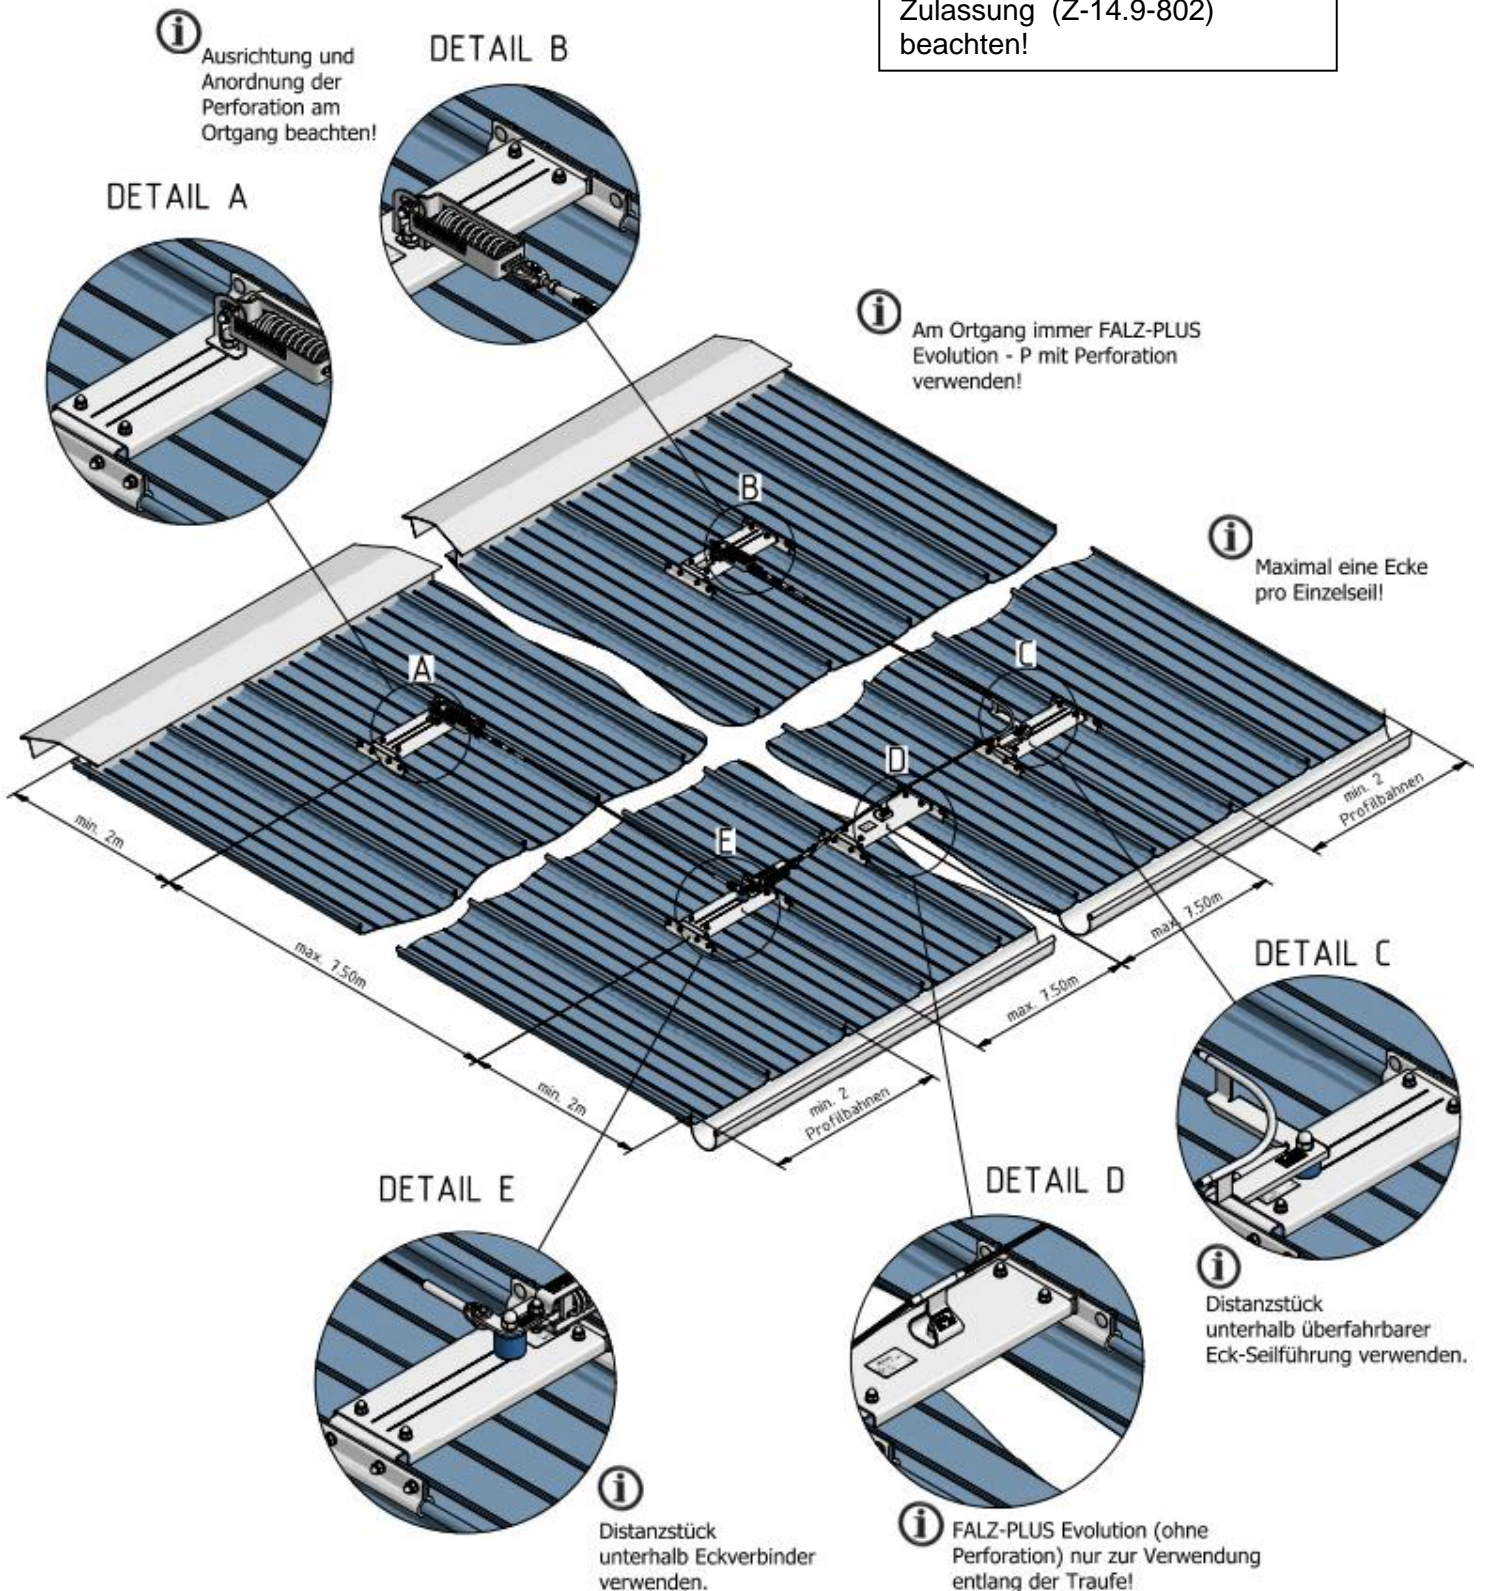 Zulassung (Z-14.9-802)
beachten!
Ausrichtung und
Anordnung der
Perforation am
Ortgang beachten!
DETAIL B
DETAIL A
Am Ortgang immer FALZ-PLUS
Evolution - P mit Perforation
verwenden!
Maximal eine Ecke
pro Einzelseil!
B
A
C
D
E
min. 2m
max. 7.50m
min. 2m
min. 2
Profilbahnen
max. 7.50m
max. 7.50m
min. 2
Profilbahnen
DETAIL C
DETAIL E
DETAIL D
Distanzstück
unterhalb überfahrbarer
Eck-Seilführung verwenden.
Distanzstück
unterhalb Eckverbinder
verwenden.
FALZ-PLUS Evolution (ohne
Perforation) nur zur Verwendung
entlang der Traufe!